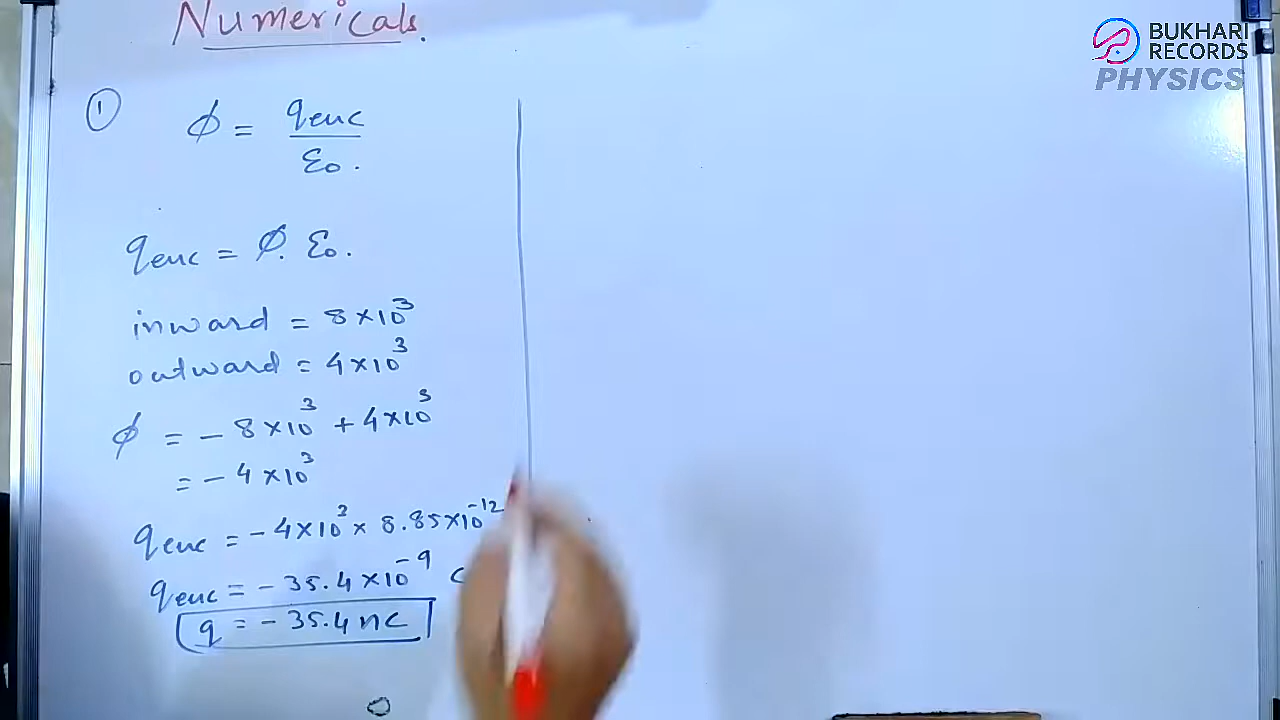 Numericals.
BUKHARI
RECORDS
PHYSICS
① ϕ = qenc / ε₀.
qenc = ϕ. ε₀.
inward = 8×10³
outward = 4×10³
ϕ = - 8×10³ + 4×10³
= - 4×10³
qenc = - 4×10³ × 8.85×10⁻¹²
qenc = - 35.4×10⁻⁹ C
q = - 35.4 nC